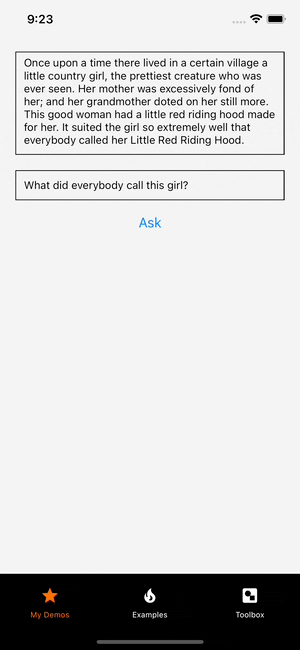 9:23
Once upon a time there lived in a certain village a
little country girl, the prettiest creature who was
ever seen. Her mother was excessively fond of
her; and her grandmother doted on her still more.
This good woman had a little red riding hood made
for her. It suited the girl so extremely well that
everybody called her Little Red Riding Hood.
What did everybody call this girl?
Ask
My Demos Examples Toolbox